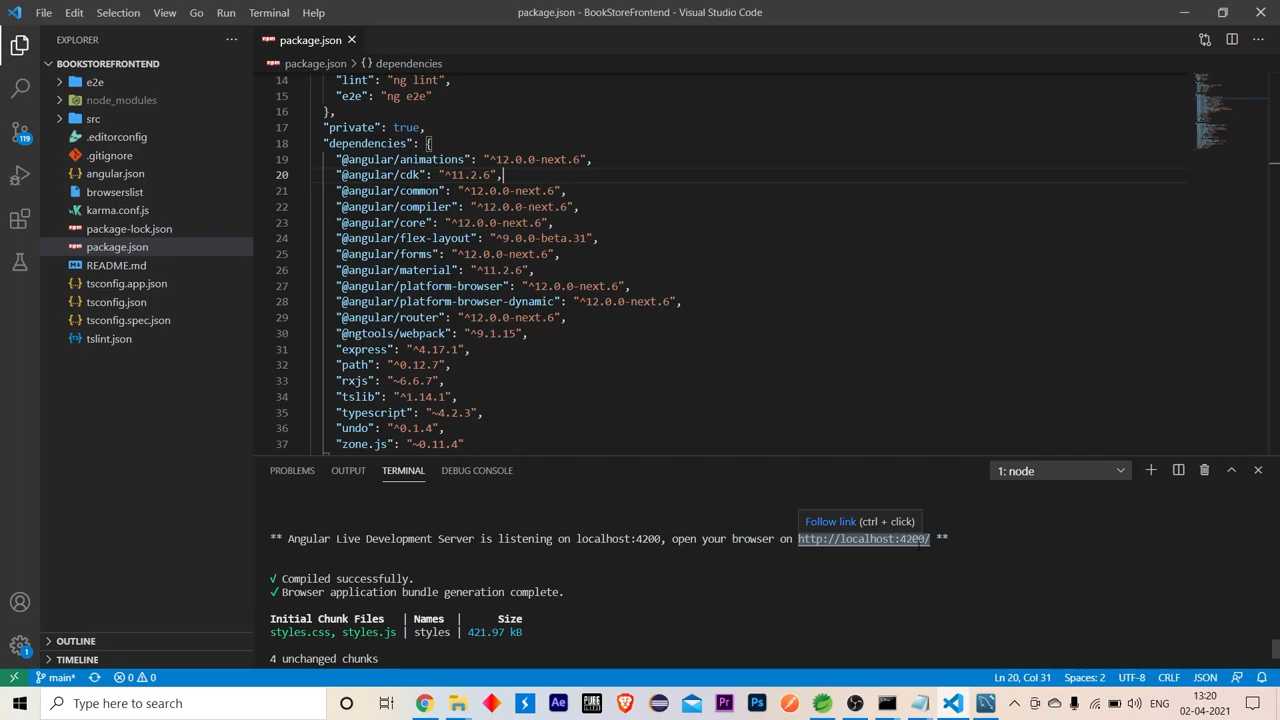 File Edit Selection View Go Run Terminal Help package.json - BookStoreFrontend - Visual Studio Code
EXPLORER
package.json
BOOKSTOREFRONTEND
package.json > {} dependencies
e2e
node_modules
src
.editorconfig
.gitignore
angular.json
browserslist
karma.conf.js
package-lock.json
package.json
README.md
tsconfig.app.json
tsconfig.json
tsconfig.spec.json
tslint.json
OUTLINE
TIMELINE
119
1
14 "lint": "ng lint",
15 "e2e": "ng e2e"
16 },
17 "private": true,
18 "dependencies": {
19 "@angular/animations": "^12.0.0-next.6",
20 "@angular/cdk": "^11.2.6",
21 "@angular/common": "^12.0.0-next.6",
22 "@angular/compiler": "^12.0.0-next.6",
23 "@angular/core": "^12.0.0-next.6",
24 "@angular/flex-layout": "^9.0.0-beta.31",
25 "@angular/forms": "^12.0.0-next.6",
26 "@angular/material": "^11.2.6",
27 "@angular/platform-browser": "^12.0.0-next.6",
28 "@angular/platform-browser-dynamic": "^12.0.0-next.6",
29 "@angular/router": "^12.0.0-next.6",
30 "@ngtools/webpack": "^9.1.15",
31 "express": "^4.17.1",
32 "path": "^0.12.7",
33 "rxjs": "~6.6.7",
34 "tslib": "^1.14.1",
35 "typescript": "~4.2.3",
36 "undo": "^0.1.4",
37 "zone.js": "~0.11.4"
PROBLEMS OUTPUT TERMINAL DEBUG CONSOLE 1: node
Follow link (ctrl + click)
** Angular Live Development Server is listening on localhost:4200, open your browser on http://localhost:4200/ **
√ Compiled successfully.
✓ Browser application bundle generation complete.
Initial Chunk Files | Names | Size
styles.css, styles.js | styles | 421.97 kB
4 unchanged chunks
main* 0 0 Ln 20, Col 31 Spaces: 2 UTF-8 CRLF JSON
Type here to search
Ae
PUBG
Pr
Ps
13:20
02-04-2021